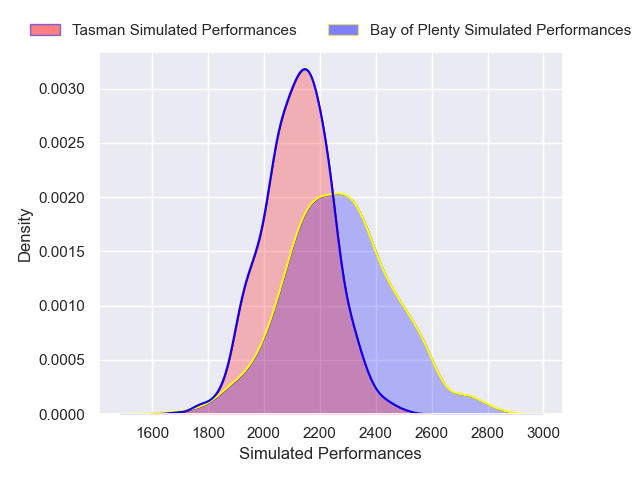 Tasman Simulated Performances
Bay of Plenty Simulated Performances
0.0030
0.0025
0.0020
0.0015
0.0010
0.0005
0.0000
Density
1600 1800 2000 2200 2400 2600 2800 3000
Simulated Performances